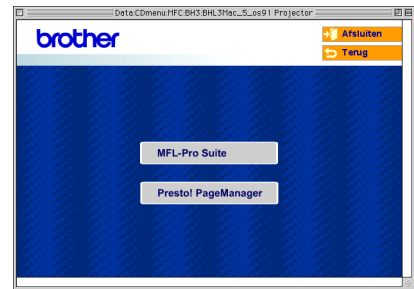 Data:CDmenu:MFC:BH3:BHL3Mac_5_os91 Projector
brother
Afsluiten
Terug
MFL-Pro Suite
Presto! PageManager